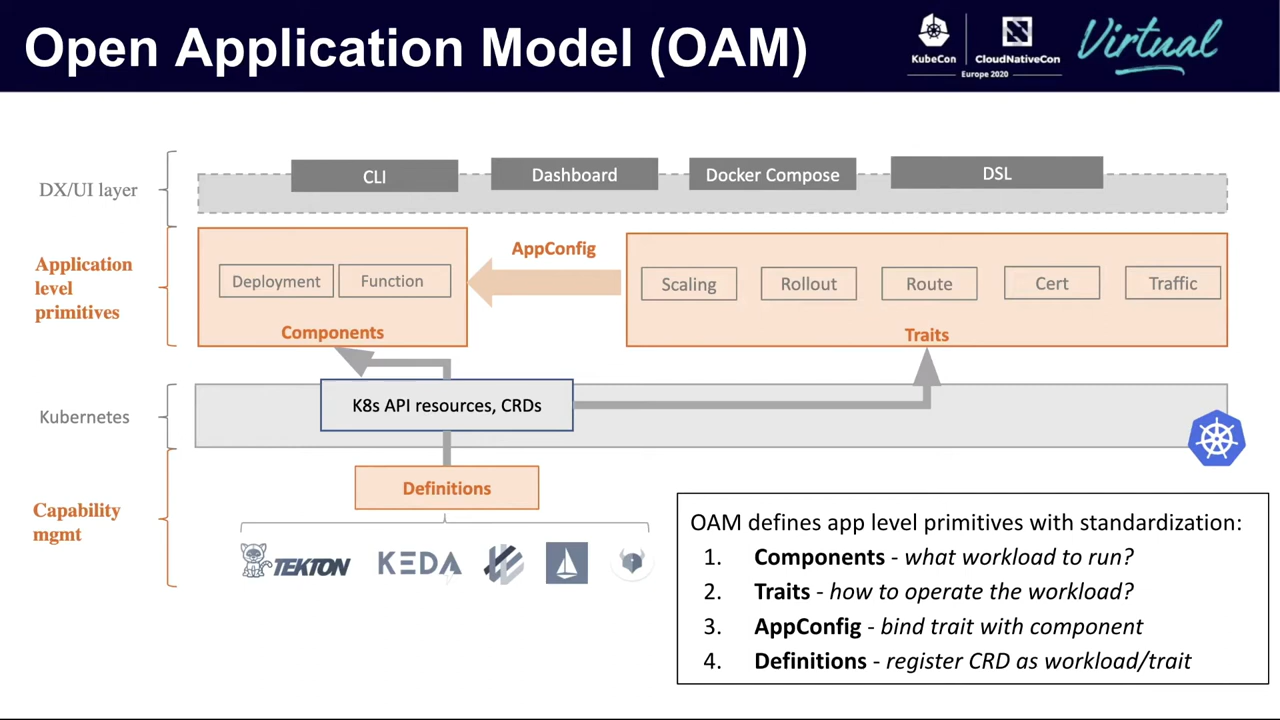 Open Application Model (OAM)
KubeCon
CloudNativeCon
Europe 2020
Virtual
DX/UI layer
CLI
Dashboard
Docker Compose
DSL
Application
level
primitives
Deployment
Function
Components
AppConfig
Scaling
Rollout
Route
Cert
Traffic
Traits
Kubernetes
K8s API resources, CRDs
Capability
mgmt
Definitions
TEKTON
KEDA
OAM defines app level primitives with standardization:
1. Components - what workload to run?
2. Traits - how to operate the workload?
3. AppConfig - bind trait with component
4. Definitions - register CRD as workload/trait